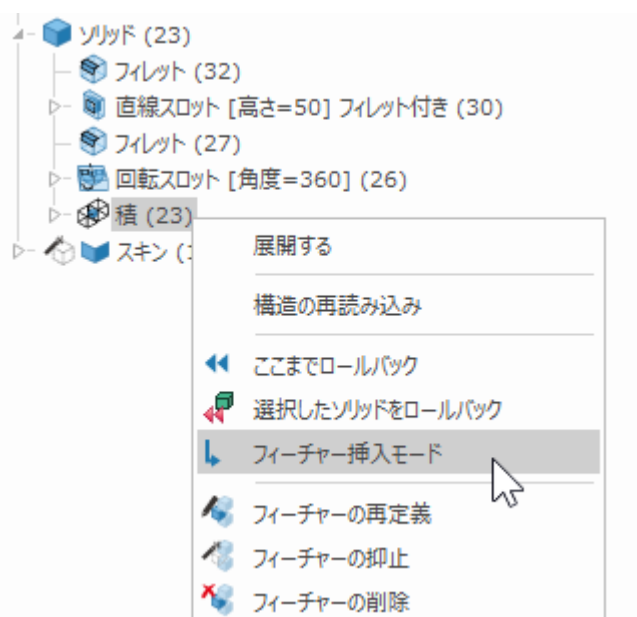 ソリッド (23)
フィレット (32)
直線スロット [高さ=50] フィレット付き (30)
フィレット (27)
回転スロット [角度=360] (26)
積 (23)
スキン (
展開する
構造の再読み込み
ここまでロールバック
選択したソリッドをロールバック
フィーチャー挿入モード
フィーチャーの再定義
フィーチャーの抑止
フィーチャーの削除